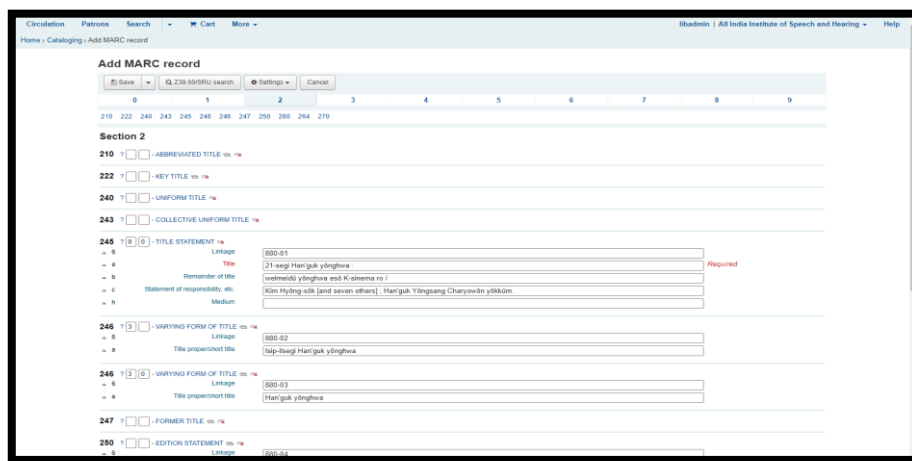 Circulation Patrons Search Cart More libadmin | All India Institute of Speech and Hearing Help
Home › Cataloging › Add MARC record
Add MARC record
Save Z39.50/SRU search Settings Cancel
0 1 2 3 4 5 6 7 8 9
210 222 240 243 245 246 246 247 250 260 264 270
Section 2
210 ? - ABBREVIATED TITLE
222 ? - KEY TITLE
240 ? - UNIFORM TITLE
243 ? - COLLECTIVE UNIFORM TITLE
245 ? 0 0 - TITLE STATEMENT
6 Linkage 880-01
a Title 21-segi Han'guk yŏnghwa : Required
b Remainder of title welmeidŭ yŏnghwa esŏ K-sinema ro /
c Statement of responsibility, etc. Kim Hyŏng-sŏk [and seven others] ; Han'guk Yŏngsang Charyowŏn yŏkkŭm.
h Medium
246 ? 3 - VARYING FORM OF TITLE
6 Linkage 880-02
a Title proper/short title Isip-ilsegi Han'guk yŏnghwa
246 ? 3 0 - VARYING FORM OF TITLE
6 Linkage 880-03
a Title proper/short title Han'guk yŏnghwa
247 ? - FORMER TITLE
250 ? - EDITION STATEMENT
6 Linkage 880-04